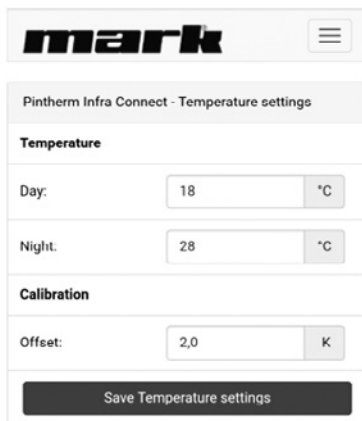 mark
Pintherm Infra Connect - Temperature settings
Temperature
Day: 18 °C
Night: 28 °C
Calibration
Offset: 2,0 K
Save Temperature settings